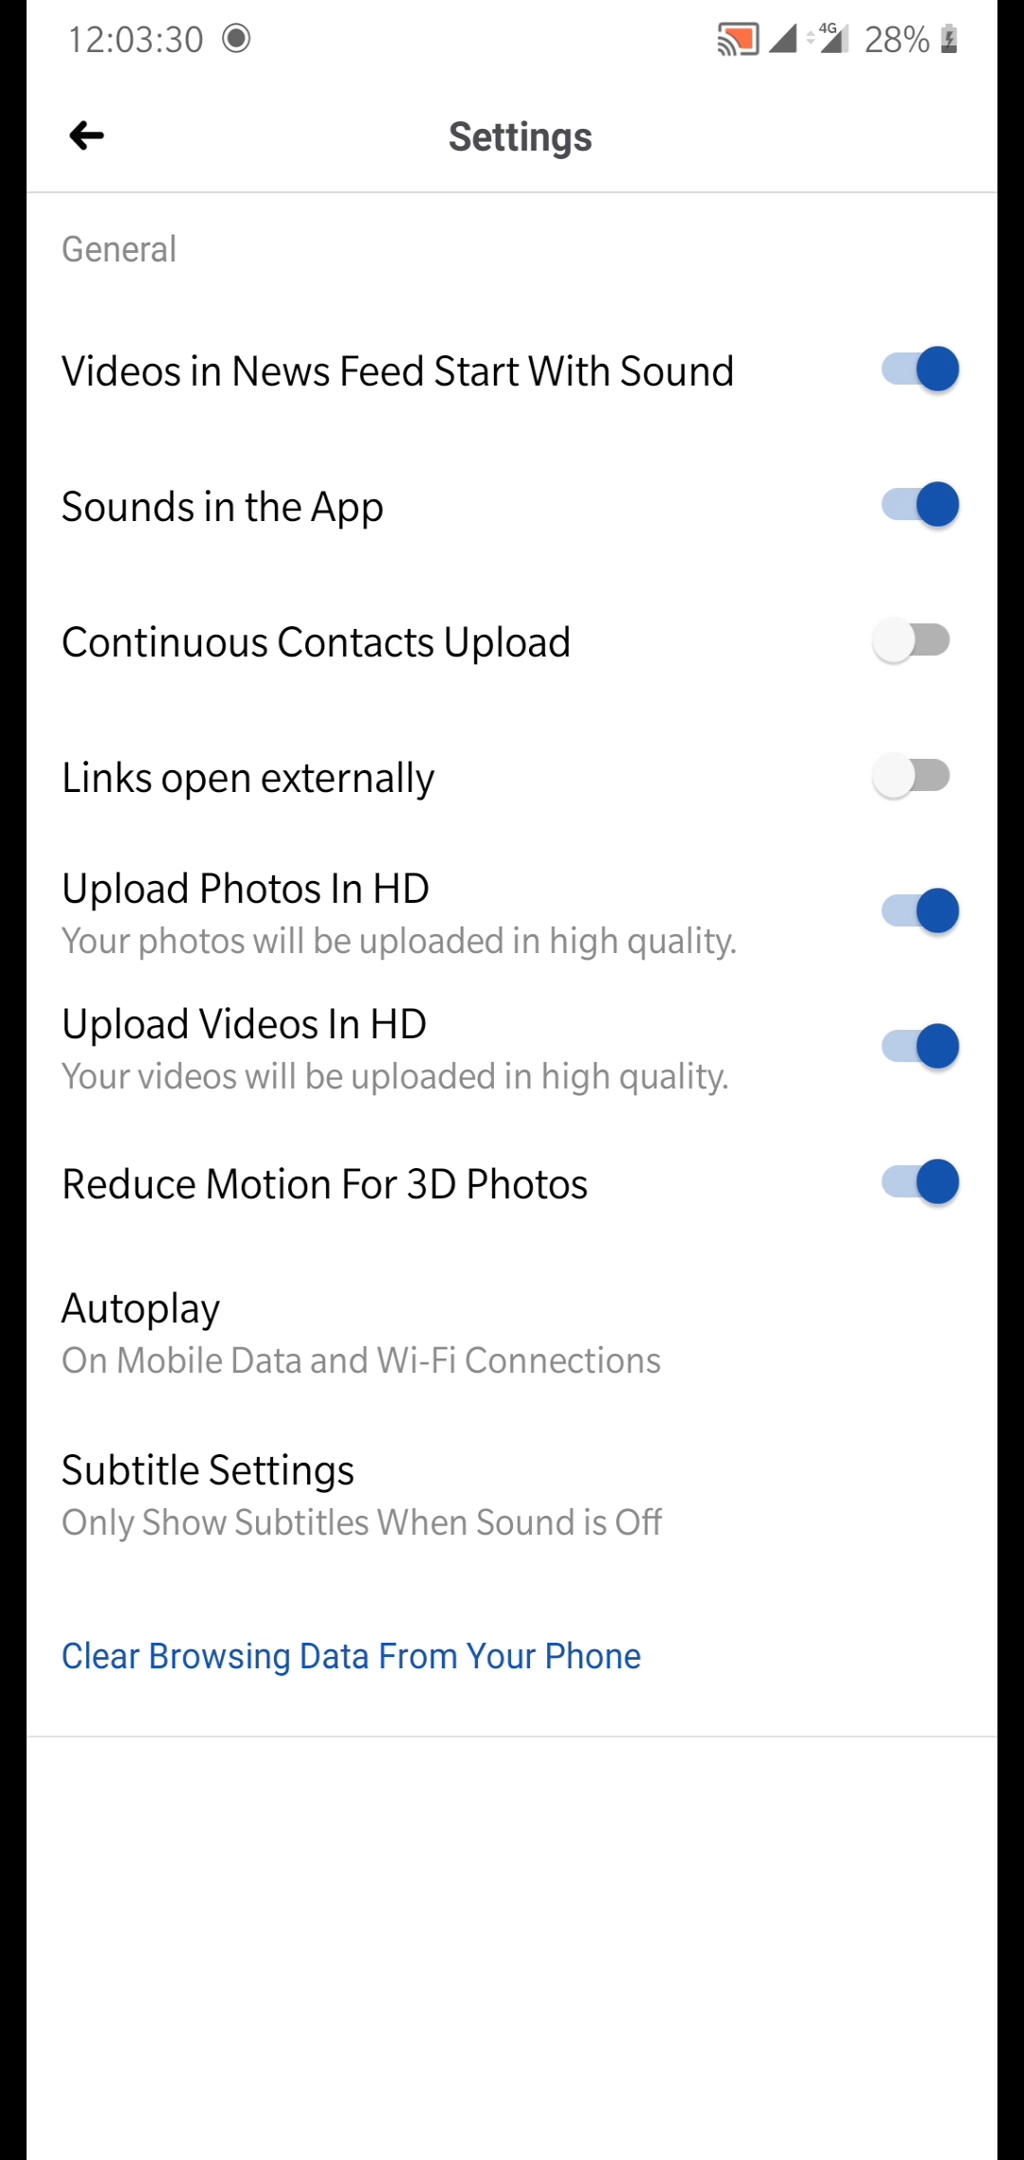 12:03:30 4G 28%
Settings
General
Videos in News Feed Start With Sound
Sounds in the App
Continuous Contacts Upload
Links open externally
Upload Photos In HD
Your photos will be uploaded in high quality.
Upload Videos In HD
Your videos will be uploaded in high quality.
Reduce Motion For 3D Photos
Autoplay
On Mobile Data and Wi-Fi Connections
Subtitle Settings
Only Show Subtitles When Sound is Off
Clear Browsing Data From Your Phone